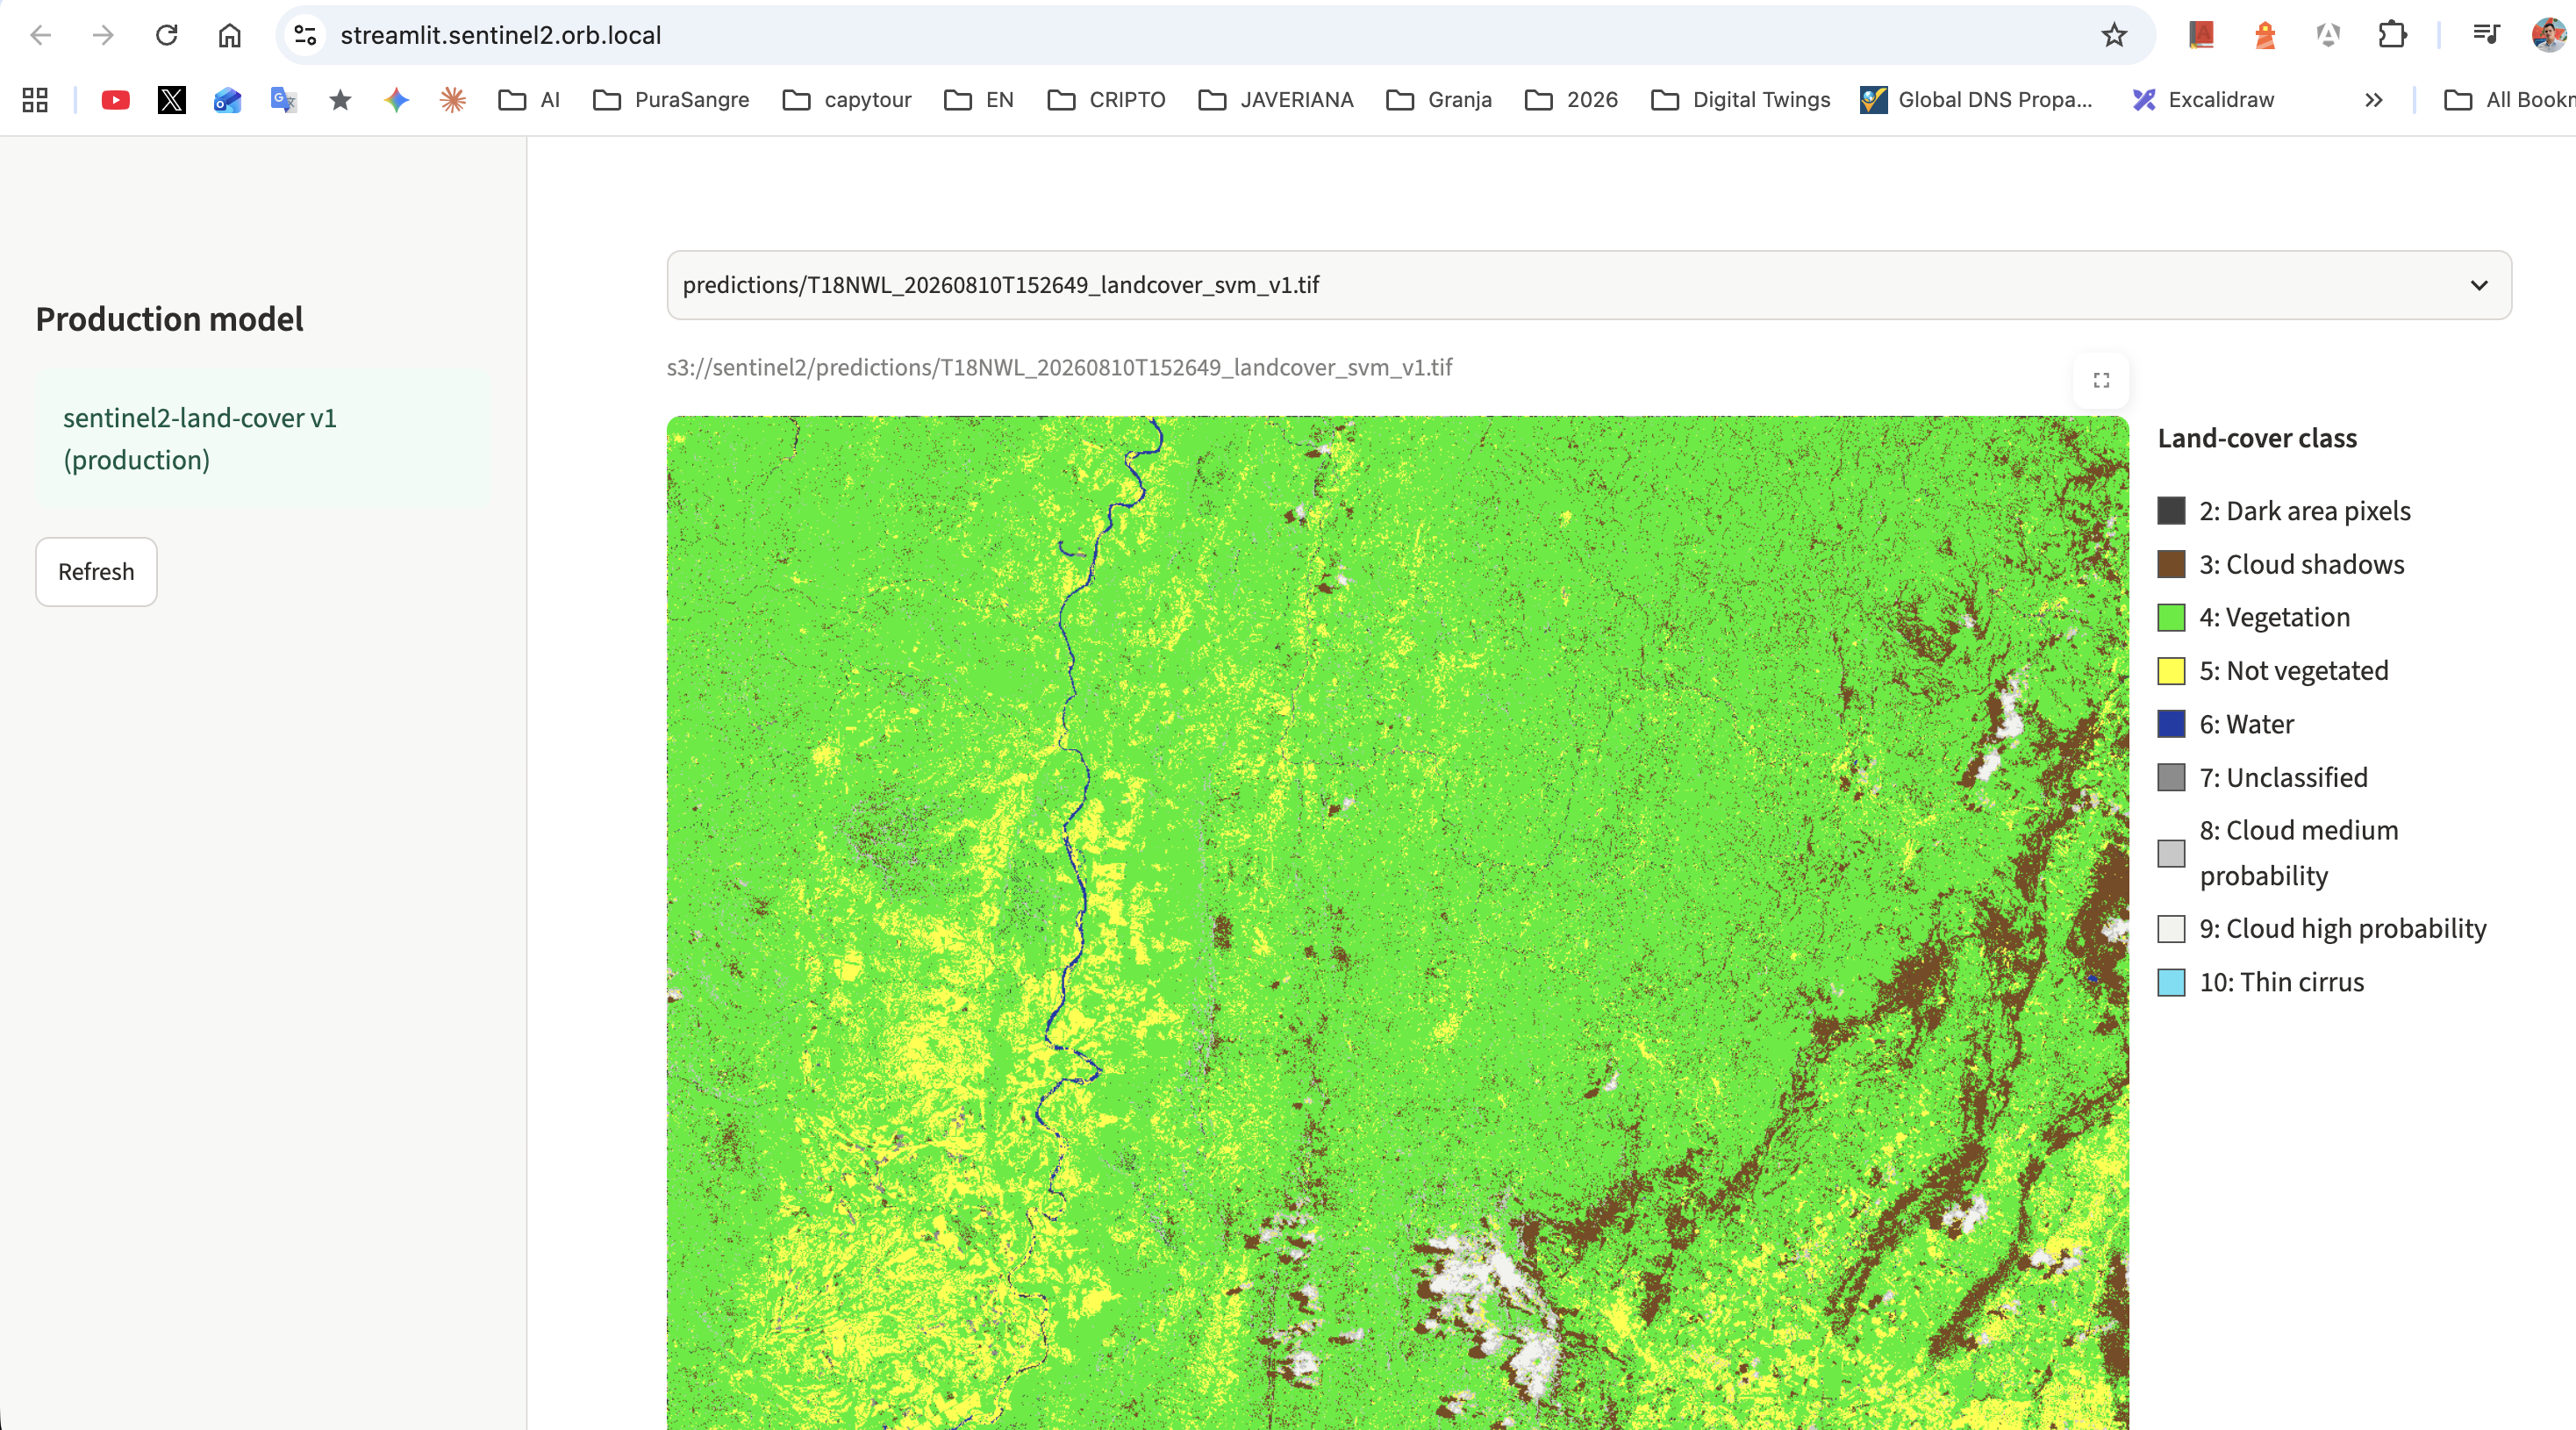 streamlit.sentinel2.orb.local
AI
PuraSangre
capytour
EN
CRIPTO
JAVERIANA
Granja
2026
Digital Twings
Global DNS Propa...
Excalidraw
All Bookm
predictions/T18NWL_20260810T152649_landcover_svm_v1.tif
Production model
s3://sentinel2/predictions/T18NWL_20260810T152649_landcover_svm_v1.tif
sentinel2-land-cover v1
(production)
Refresh
Land-cover class
2: Dark area pixels
3: Cloud shadows
4: Vegetation
5: Not vegetated
6: Water
7: Unclassified
8: Cloud medium
probability
9: Cloud high probability
10: Thin cirrus